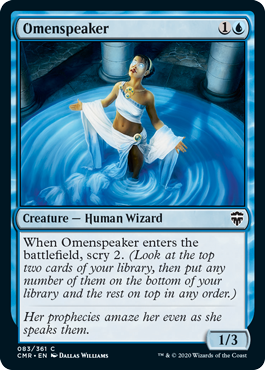 Omenspeaker 1
Creature — Human Wizard
When Omenspeaker enters the
battlefield, scry 2. (Look at the top
two cards of your library, then put any
number of them on the bottom of your
library and the rest on top in any order.)
Her prophecies amaze her even as she
speaks them.
1/3
083/361 C
CMR • EN DALLAS WILLIAMS
™ & © 2020 Wizards of the Coast